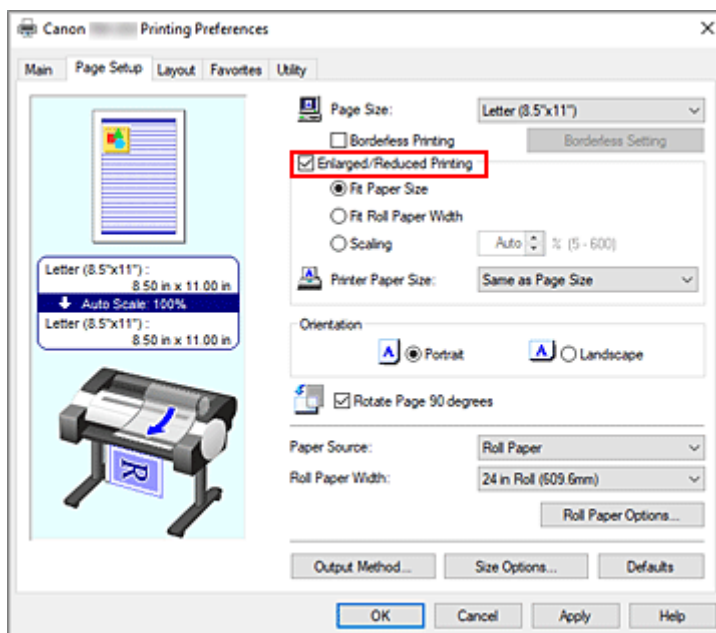 Canon Printing Preferences
Main Page Setup Layout Favorites Utility
Page Size: Letter (8.5"x11")
Borderless Printing Borderless Setting
Enlarged/Reduced Printing
Fit Paper Size
Fit Roll Paper Width
Scaling Auto % (5 - 600)
Letter (8.5"x11") :
8.50 in x 11.00 in
Auto Scale: 100%
Letter (8.5"x11") :
8.50 in x 11.00 in
Printer Paper Size: Same as Page Size
Orientation
A Portrait A Landscape
Rotate Page 90 degrees
R
Paper Source: Roll Paper
Roll Paper Width: 24 in Roll (609.6mm)
Roll Paper Options...
Output Method... Size Options... Defaults
OK Cancel Apply Help